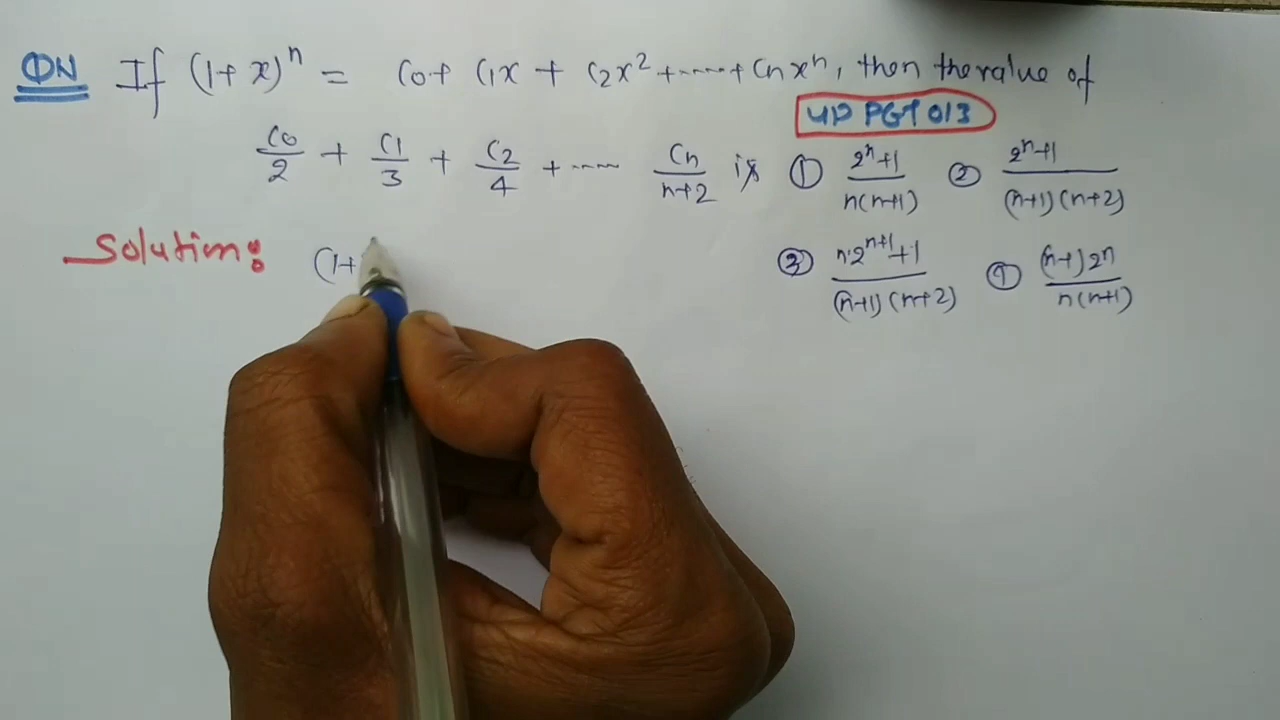 QN If (1+x)^n = C0+ C1x + C2x^2 +-----+ Cnx^n, then the value of
UP PGT 013
C0/2 + C1/3 + C2/4 + ---- Cn/n+2 is ① 2^n+1/n(n+1) ② 2^n+1/(n+1)(n+2)
Solution: (1+ ③ n·2^n+1+1/(n+1)(n+2) ④ (n+1)2^n/n(n+1)